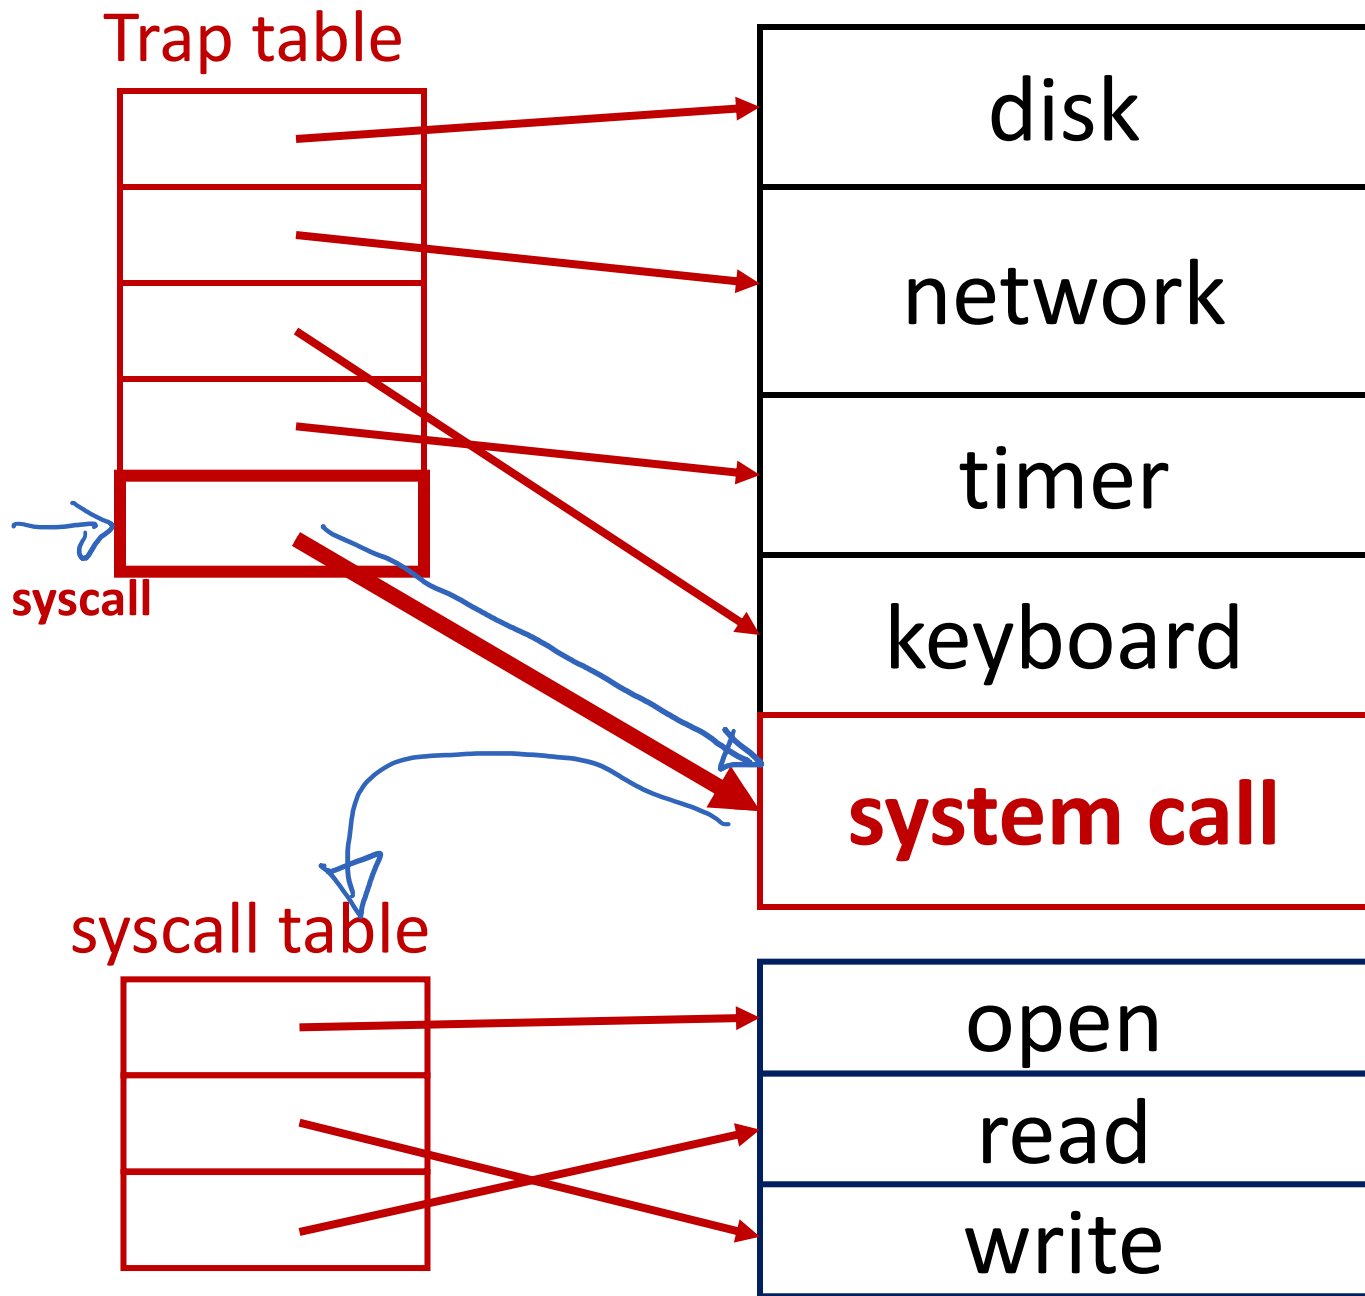 Trap table
disk
network
timer
keyboard
syscall
system call
syscall table
open
read
write